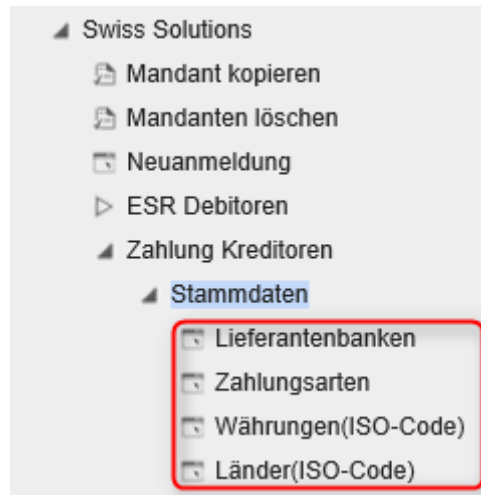 Swiss Solutions
Mandant kopieren
Mandanten löschen
Neuanmeldung
ESR Debitoren
Zahlung Kreditoren
Stammdaten
Lieferantenbanken
Zahlungsarten
Währungen(ISO-Code)
Länder(ISO-Code)